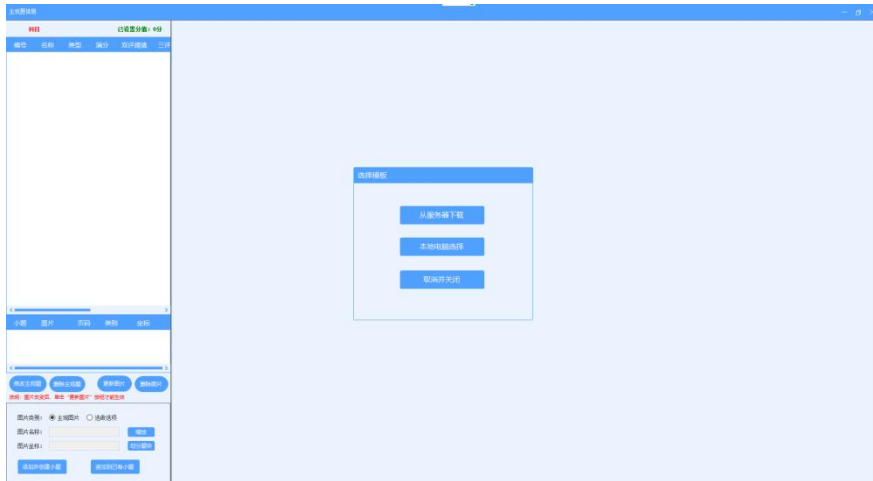 主观题设置
科目 已设置分值：0分
编号 名称 类型 满分 双评阈值 三评
选择模板
从服务器下载
本地电脑选择
取消并关闭
小题 图片 页码 类别 坐标
修改主观题 删除主观题 更新图片 删除图片
说明：图片改变后，单击“更新图片”按钮才能生效
图片类别： 主观图片 选做选项
图片名称：
图片坐标：
添加并创建小题 添加到已有小题